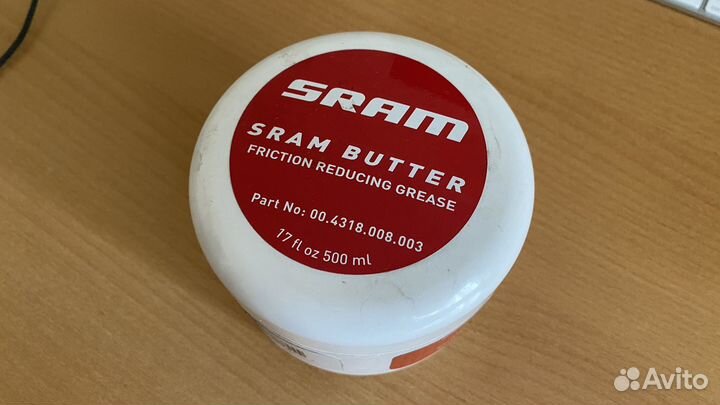 SRAM
SRAM BUTTER
FRICTION REDUCING GREASE
Part No: 00.4318.008.003
17 fl oz 500 ml
Avito